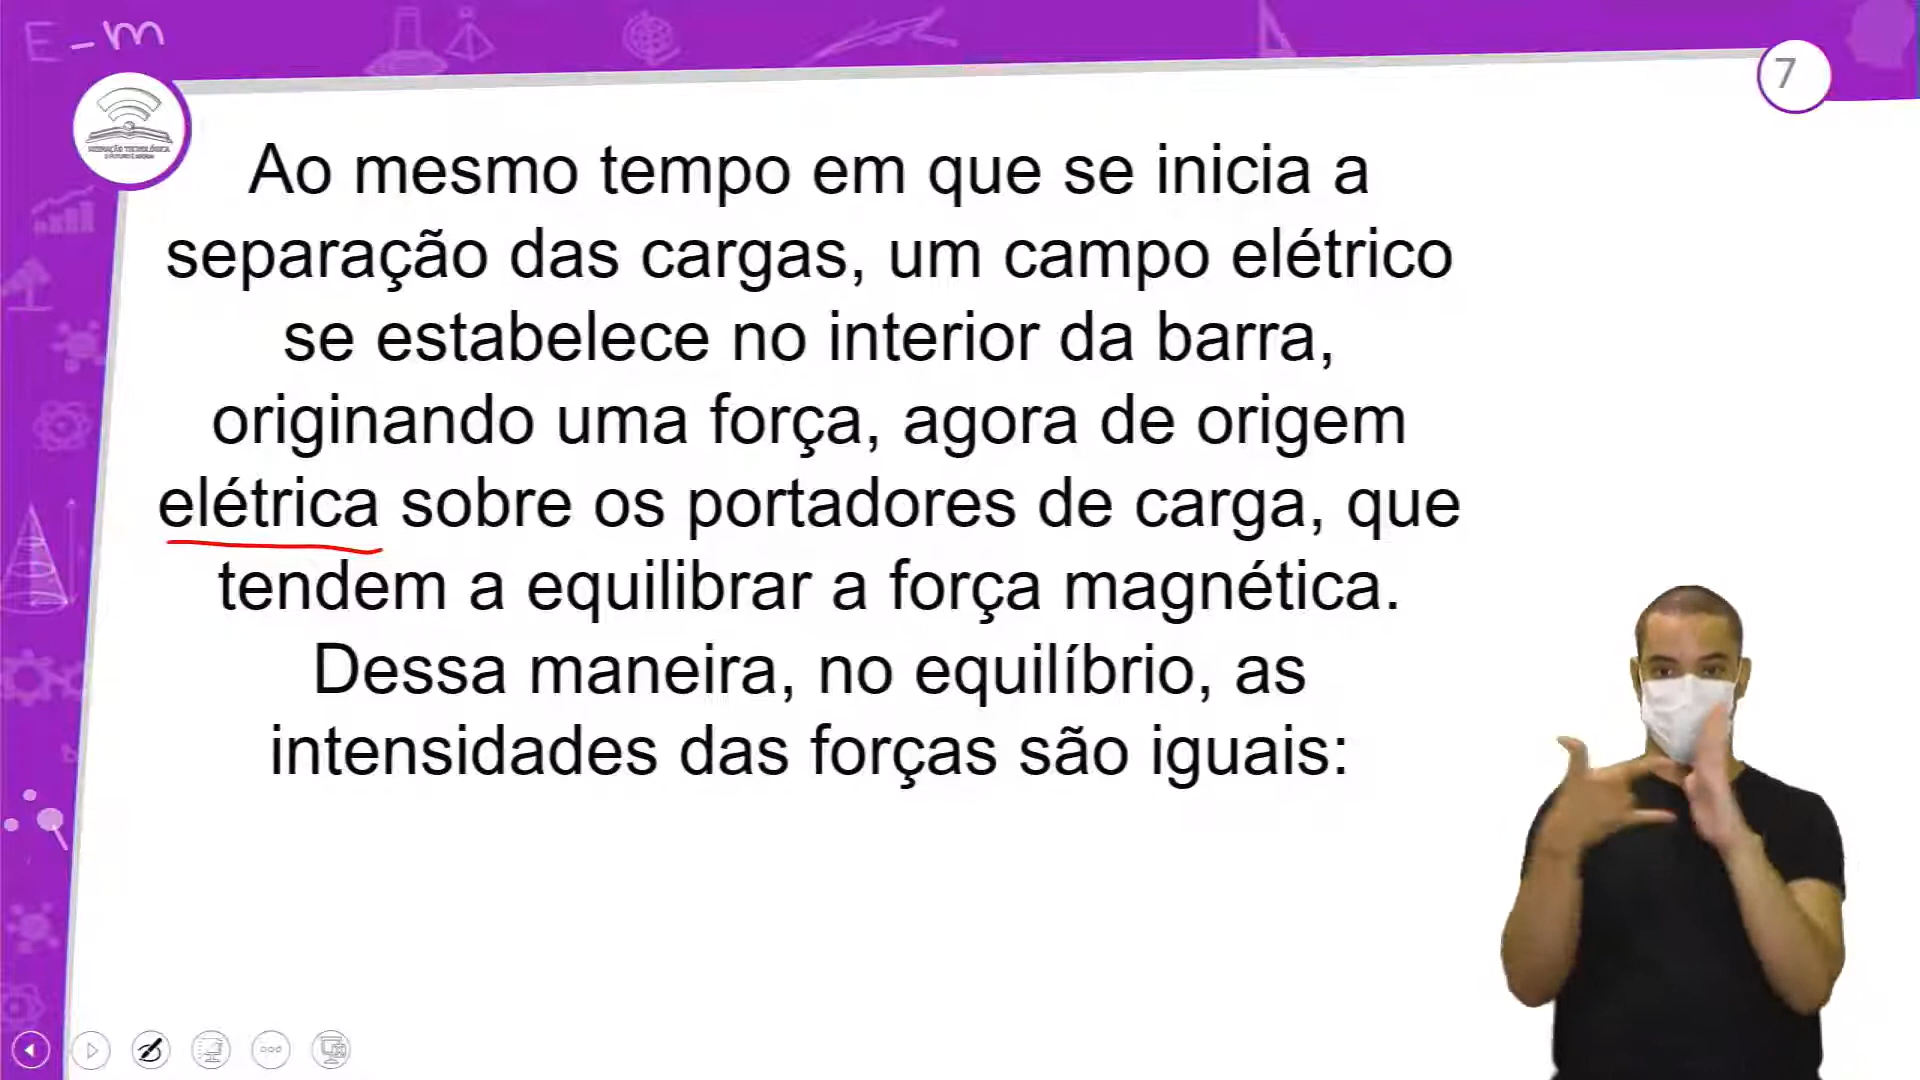 E-m
7
Ao mesmo tempo em que se inicia a
separação das cargas, um campo elétrico
se estabelece no interior da barra,
originando uma força, agora de origem
elétrica sobre os portadores de carga, que
tendem a equilibrar a força magnética.
Dessa maneira, no equilíbrio, as
intensidades das forças são iguais: